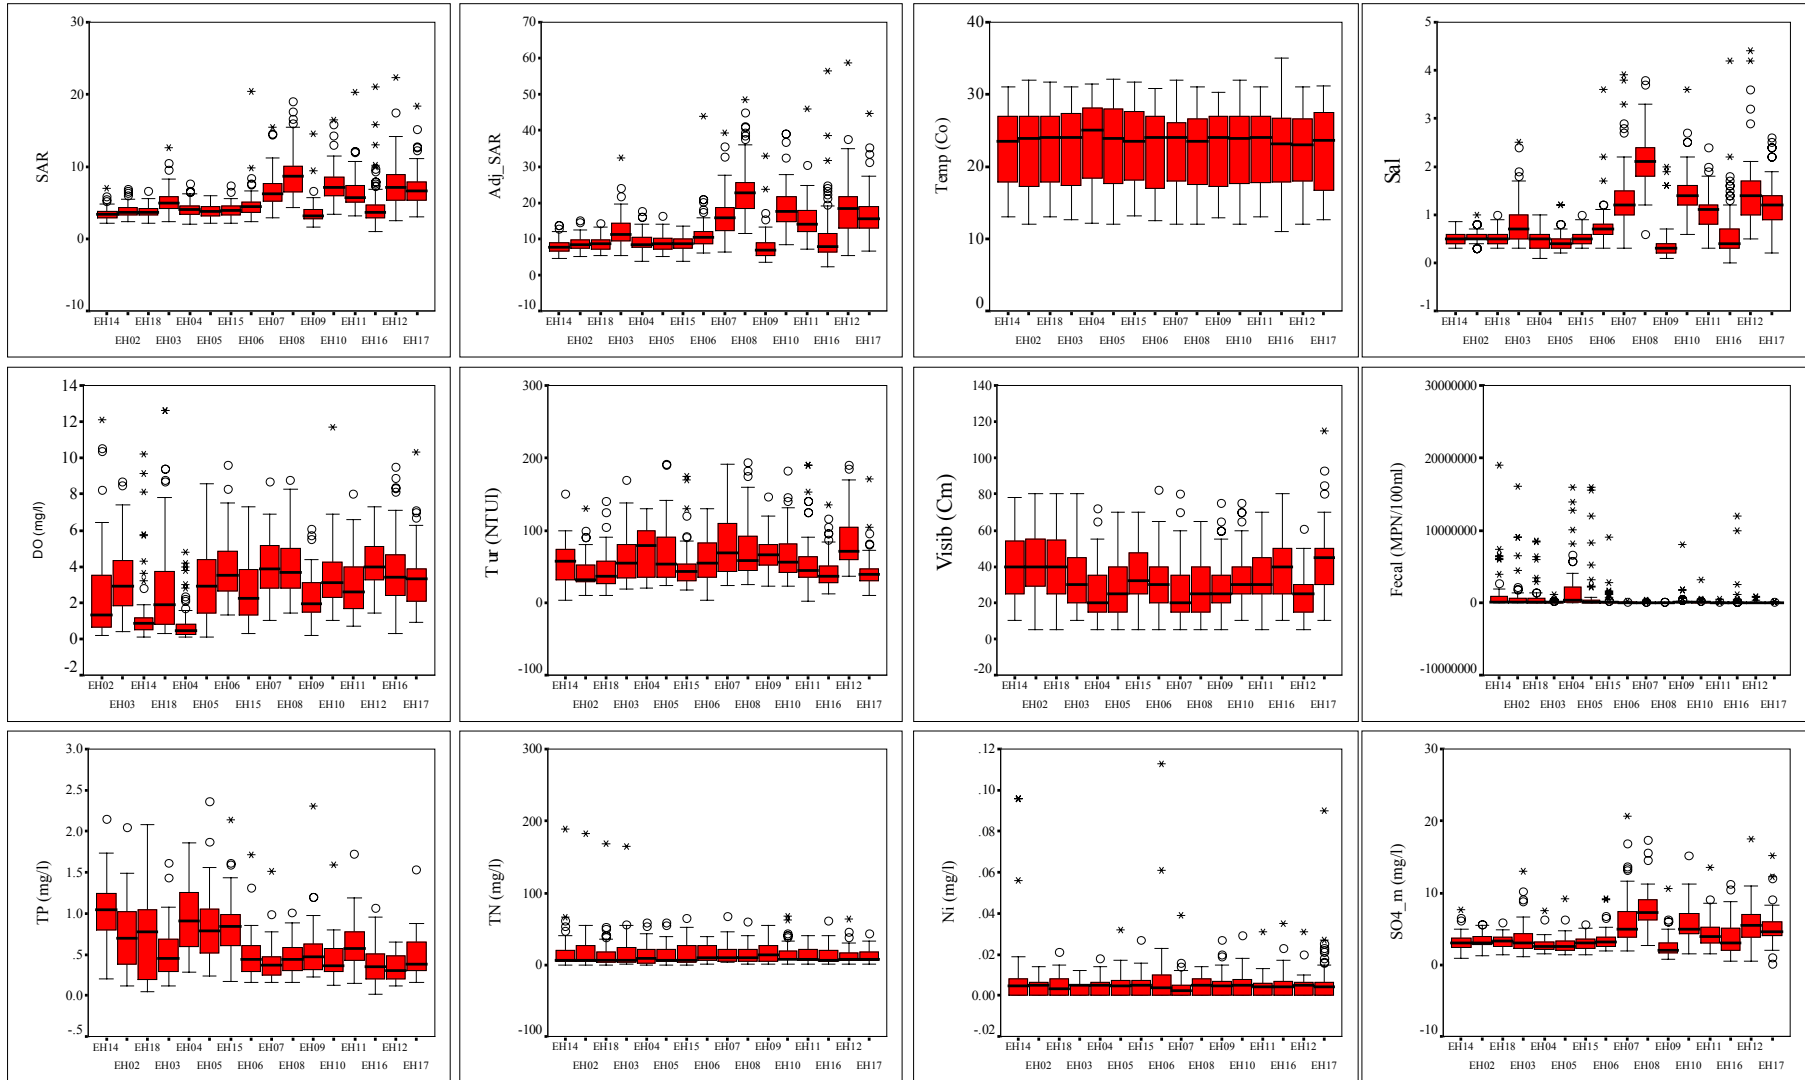 SAR
30
20
10
0
-10
EH14 EH18 EH04 EH15 EH07 EH09 EH11 EH12
EH02 EH03 EH05 EH06 EH08 EH10 EH16 EH17
Adj_SAR
70
60
50
40
30
20
10
0
-10
EH14 EH18 EH04 EH15 EH07 EH09 EH11 EH12
EH02 EH03 EH05 EH06 EH08 EH10 EH16 EH17
Temp (Co)
40
30
20
10
0
EH14 EH18 EH04 EH15 EH07 EH09 EH11 EH12
EH02 EH03 EH05 EH06 EH08 EH10 EH16 EH17
Sal
5
4
3
2
1
0
-1
EH14 EH18 EH04 EH15 EH07 EH09 EH11 EH12
EH02 EH03 EH05 EH06 EH08 EH10 EH16 EH17
DO (mg/l)
14
12
10
8
6
4
2
0
-2
EH02 EH14 EH04 EH06 EH07 EH09 EH11 EH16
EH03 EH18 EH05 EH15 EH08 EH10 EH12 EH17
Tur (NTUI)
300
200
100
0
-100
EH14 EH18 EH04 EH15 EH07 EH09 EH11 EH12
EH02 EH03 EH05 EH06 EH08 EH10 EH16 EH17
Visib (Cm)
140
120
100
80
60
40
20
0
-20
EH14 EH18 EH04 EH15 EH07 EH09 EH11 EH12
EH02 EH03 EH05 EH06 EH08 EH10 EH16 EH17
Fecal (MPN/100ml)
30000000
20000000
10000000
0
-10000000
EH14 EH18 EH04 EH15 EH07 EH09 EH11 EH12
EH02 EH03 EH05 EH06 EH08 EH10 EH16 EH17
TP (mg/l)
3.0
2.5
2.0
1.5
1.0
.5
0.0
-.5
EH14 EH18 EH04 EH15 EH07 EH09 EH11 EH12
EH02 EH03 EH05 EH06 EH08 EH10 EH16 EH17
TN (mg/l)
300
200
100
0
-100
EH14 EH18 EH04 EH15 EH07 EH09 EH11 EH12
EH02 EH03 EH05 EH06 EH08 EH10 EH16 EH17
Ni (mg/l)
.12
.10
.08
.06
.04
.02
0.00
-.02
EH14 EH18 EH04 EH15 EH07 EH09 EH11 EH12
EH02 EH03 EH05 EH06 EH08 EH10 EH16 EH17
SO4_m (mg/l)
30
20
10
0
-10
EH14 EH18 EH04 EH15 EH07 EH09 EH11 EH12
EH02 EH03 EH05 EH06 EH08 EH10 EH16 EH17